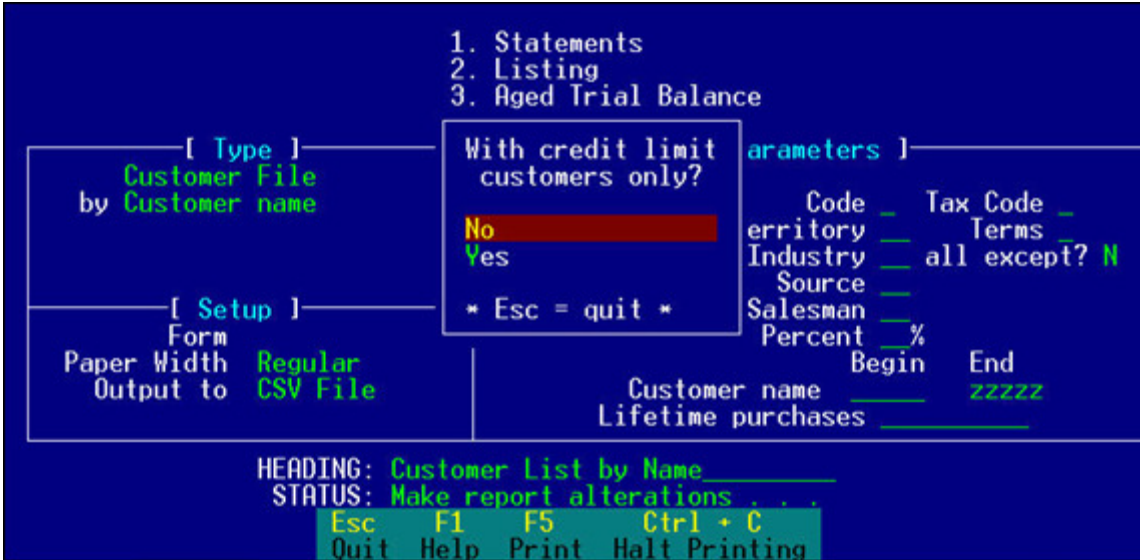 1. Statements
2. Listing
3. Aged Trial Balance
[ Type ]
Customer File
by Customer name
With credit limit
customers only?
No
Yes
* Esc = quit *
arameters ]
Code _ Tax Code _
erritory __ Terms _
Industry __ all except? N
Source __
Salesman __
Percent __%
Begin End
Customer name _____ zzzzz
Lifetime purchases __________
[ Setup ]
Form
Paper Width Regular
Output to CSV File
HEADING: Customer List by Name_________
STATUS: Make report alterations . . .
Esc F1 F5 Ctrl + C
Quit Help Print Halt Printing